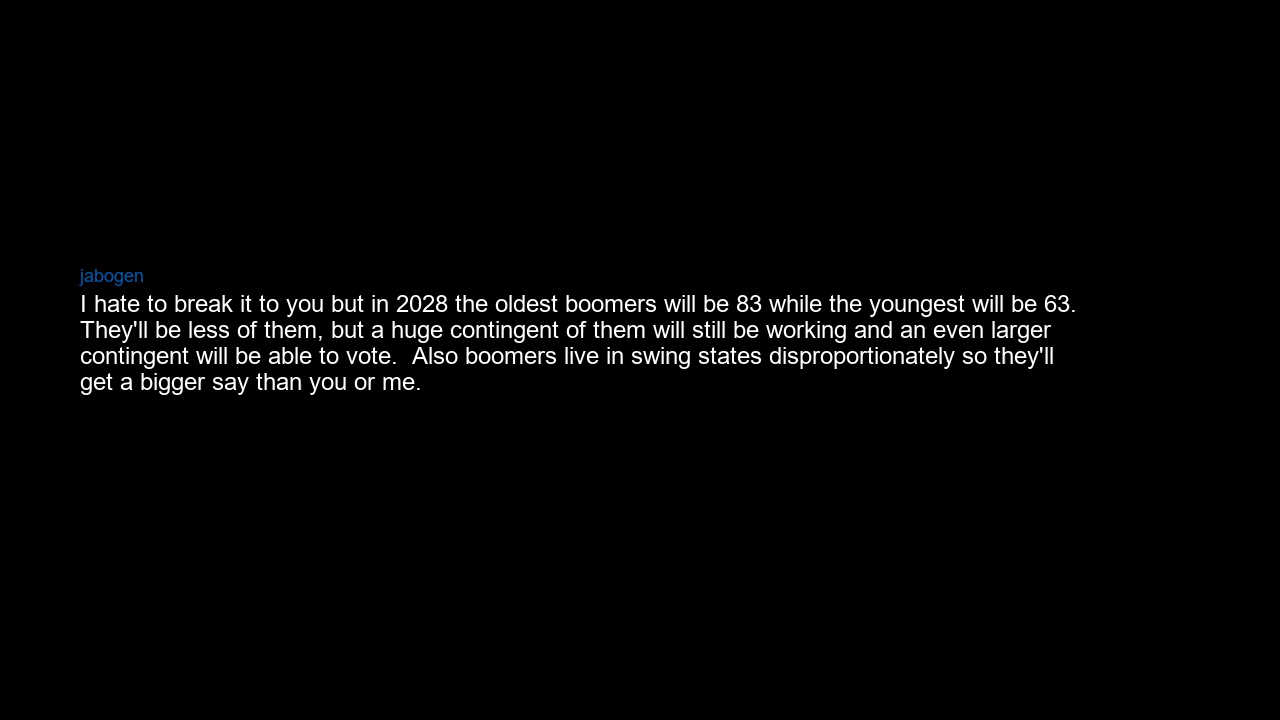 jabogen
I hate to break it to you but in 2028 the oldest boomers will be 83 while the youngest will be 63.
They'll be less of them, but a huge contingent of them will still be working and an even larger
contingent will be able to vote.  Also boomers live in swing states disproportionately so they'll
get a bigger say than you or me.